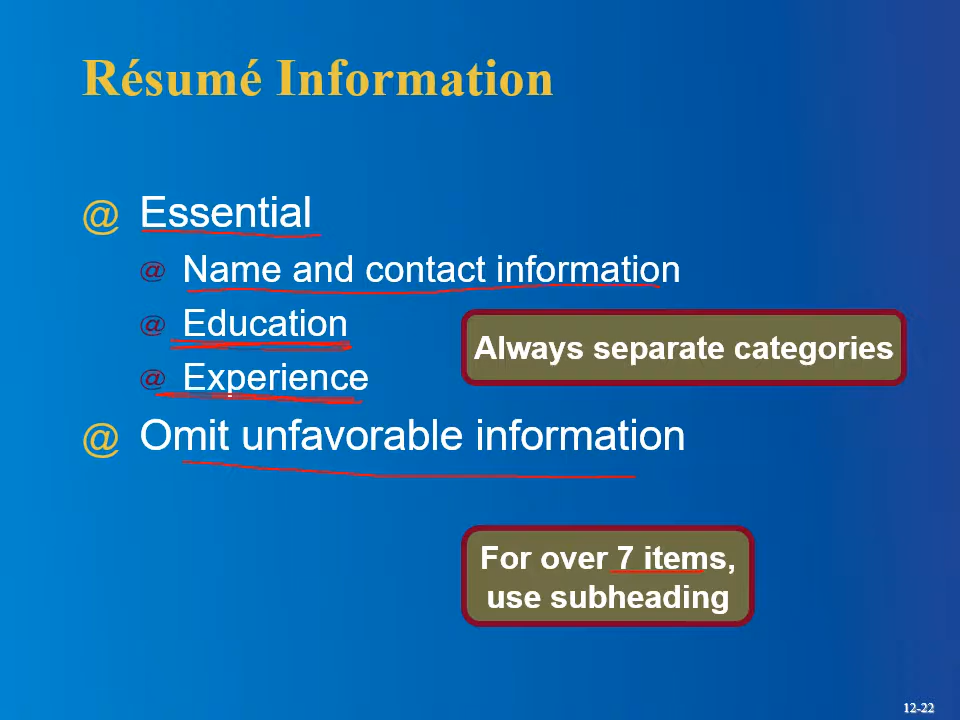 Résumé Information
@ Essential
@ Name and contact information
@ Education
Always separate categories
@ Experience
@ Omit unfavorable information
For over 7 items,
use subheading
12-22